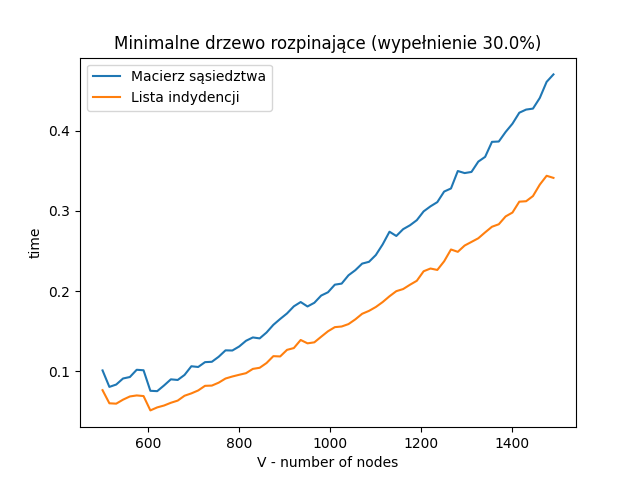 Minimalne drzewo rozpinające (wypełnienie 30.0%)
Macierz sąsiedztwa
Lista indydencji
0.4
0.3
0.2
0.1
time
600 800 1000 1200 1400
V - number of nodes